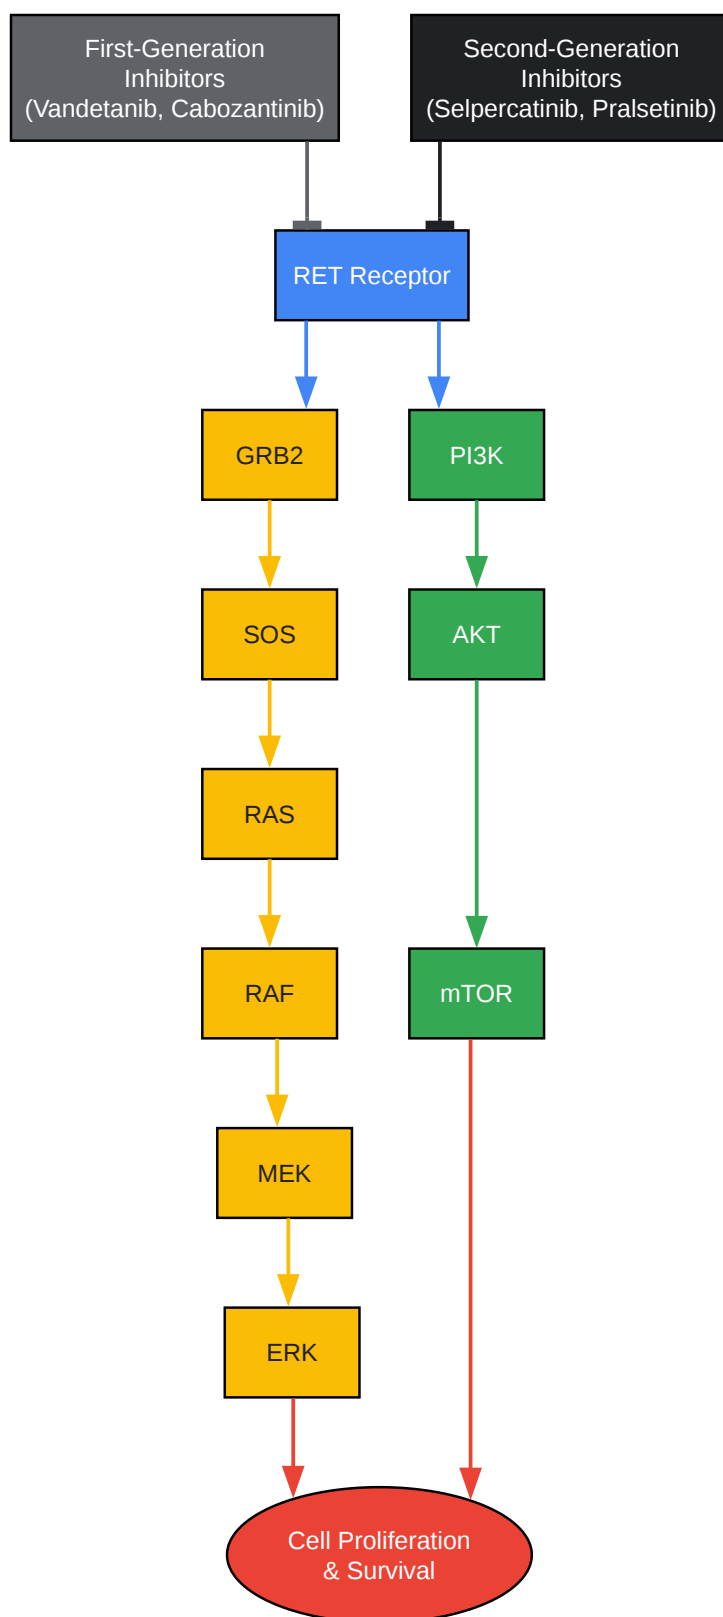 First-Generation
Inhibitors
(Vandetanib, Cabozantinib)
Second-Generation
Inhibitors
(Selpercatinib, Pralsetinib)
RET Receptor
GRB2
PI3K
SOS
AKT
RAS
RAF
mTOR
MEK
ERK
Cell Proliferation
& Survival